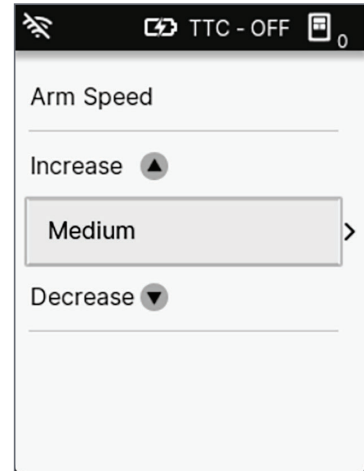 TTC - OFF
0
Arm Speed
Increase
Medium
Decrease